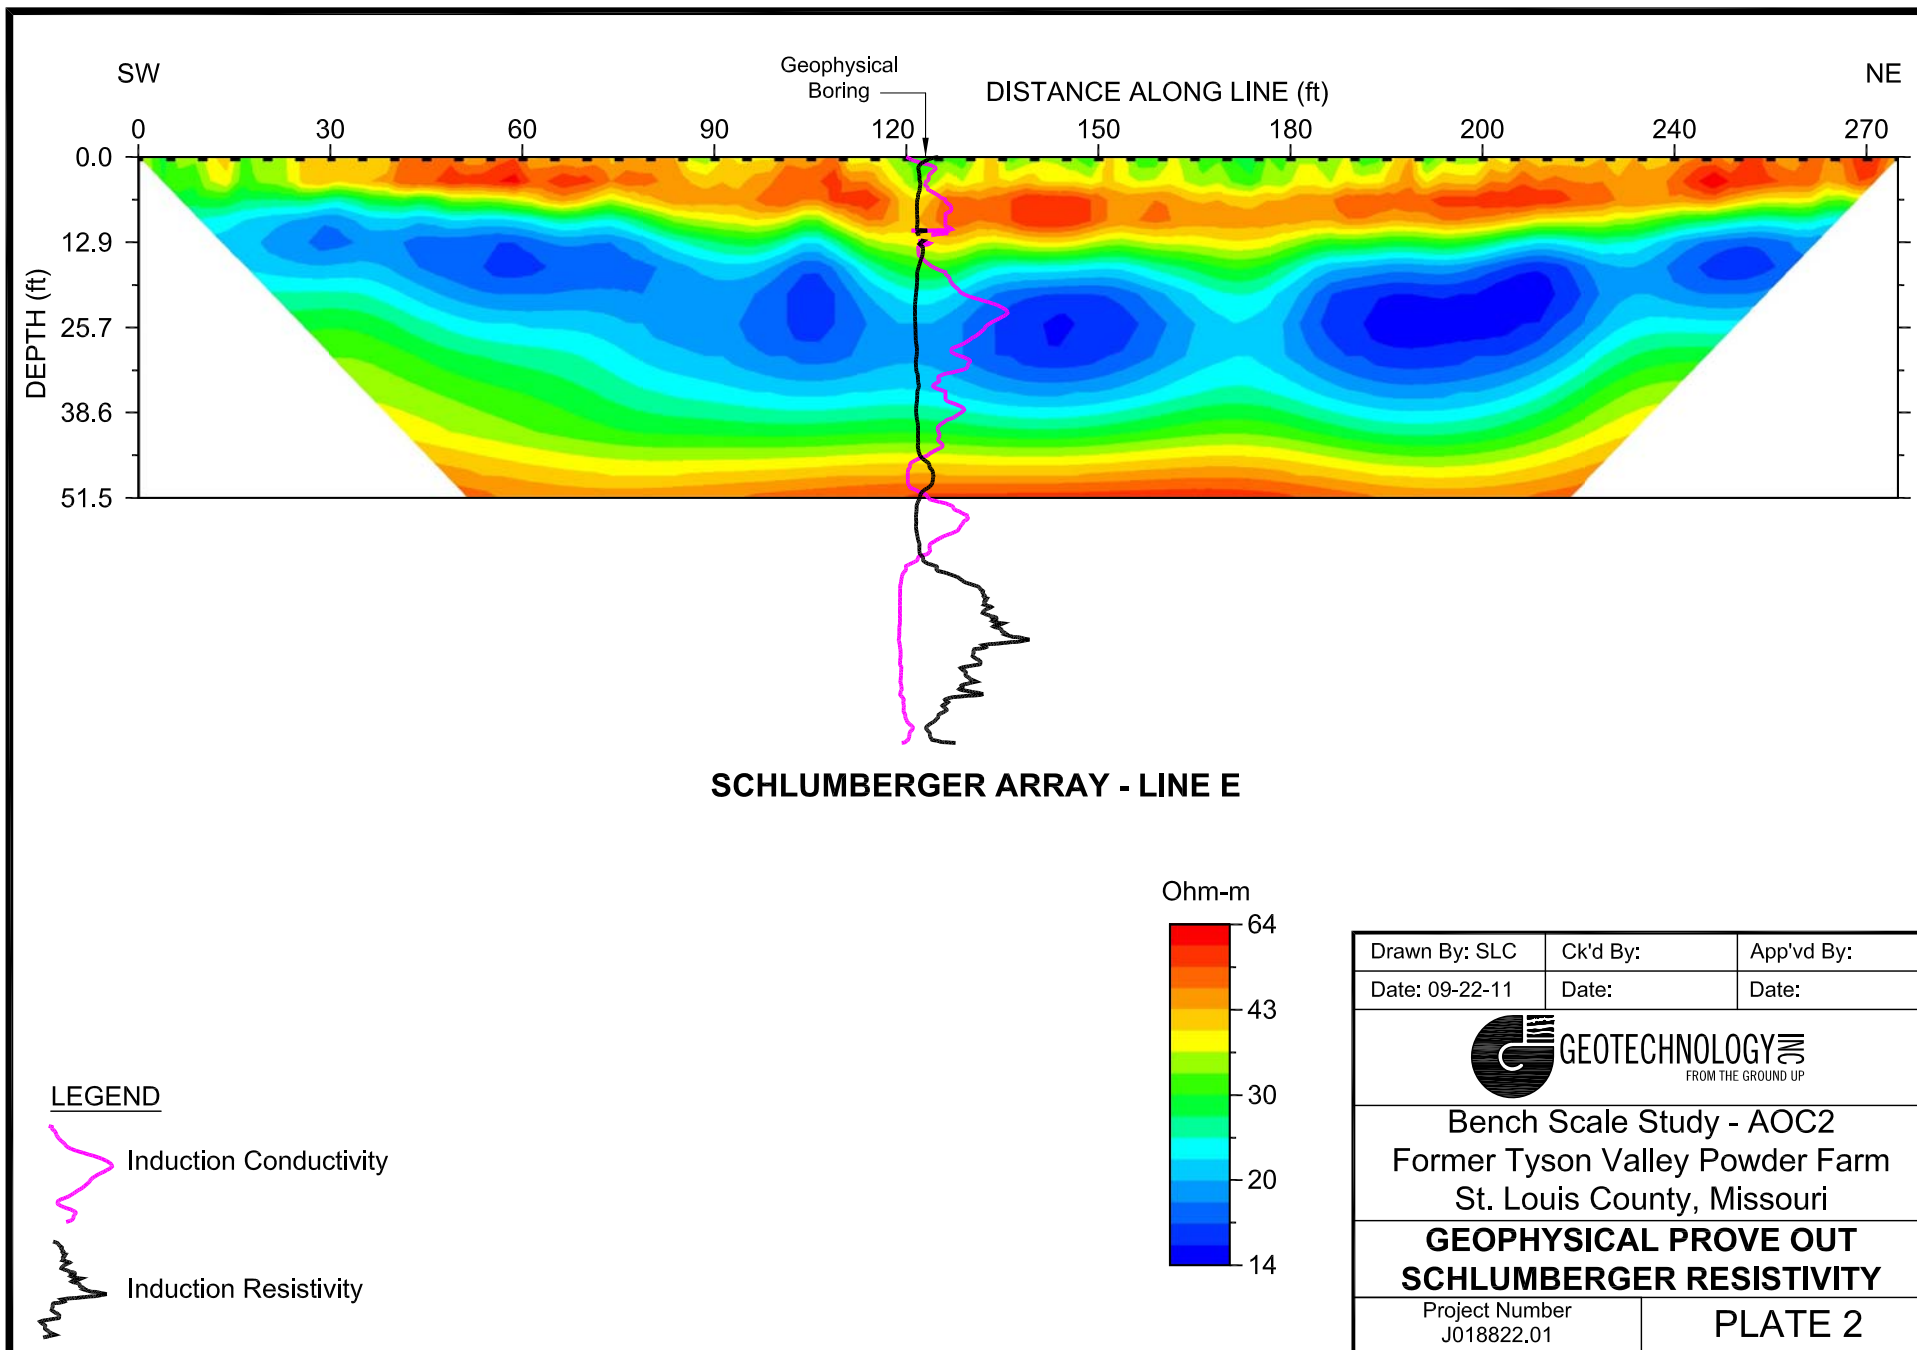 SW
Geophysical
Boring
DISTANCE ALONG LINE (ft)
NE
0 30 60 90 120 150 180 200 240 270
DEPTH (ft)
0.0
12.9
25.7
38.6
51.5
SCHLUMBERGER ARRAY - LINE E
Ohm-m
64
43
30
20
14
LEGEND
Induction Conductivity
Induction Resistivity
Drawn By: SLC Ck'd By: App'vd By:
Date: 09-22-11 Date: Date:
GEOTECHNOLOGY INC
FROM THE GROUND UP
Bench Scale Study - AOC2
Former Tyson Valley Powder Farm
St. Louis County, Missouri
GEOPHYSICAL PROVE OUT
SCHLUMBERGER RESISTIVITY
Project Number
J018822.01
PLATE 2